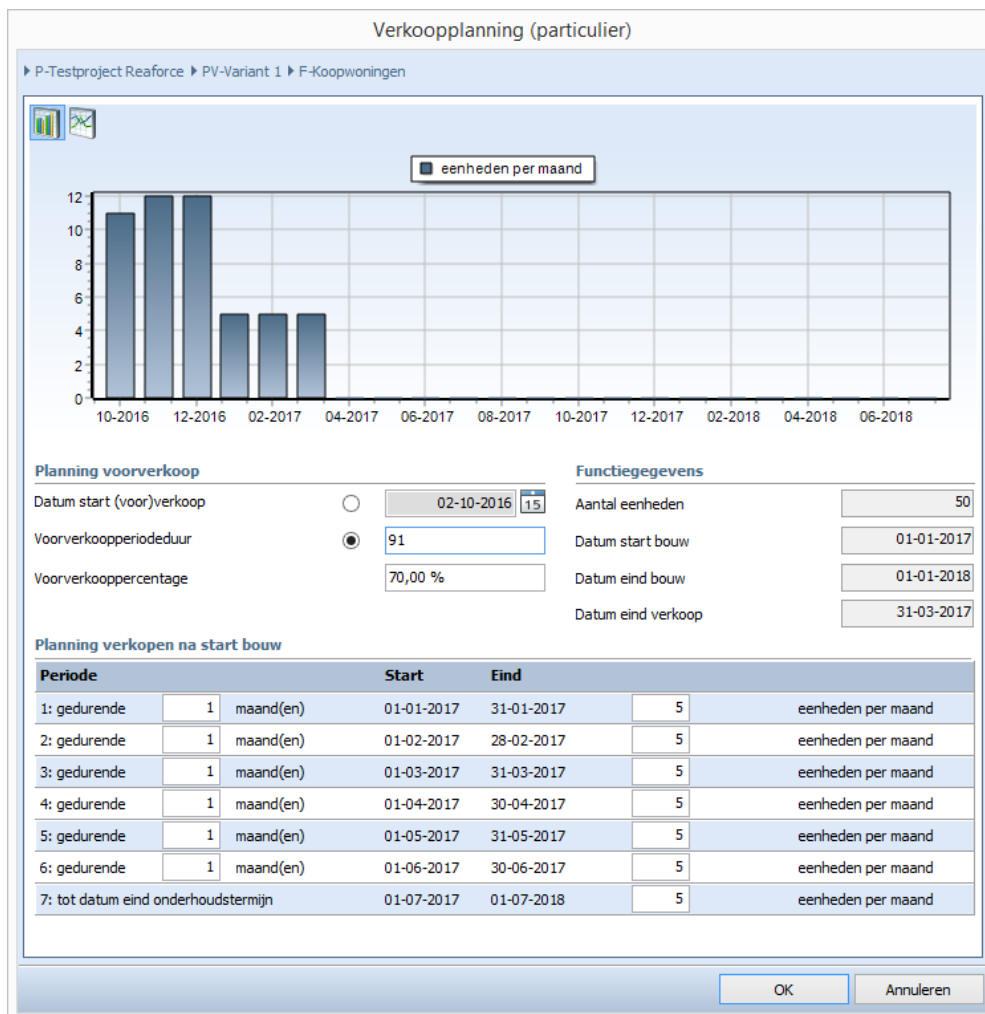 Verkoopplanning (particulier)
P-Testproject Reaforce PV-Variant 1 F-Koopwoningen
eenheden per maand
12
10
8
6
4
2
0
10-2016 12-2016 02-2017 04-2017 06-2017 08-2017 10-2017 12-2017 02-2018 04-2018 06-2018
Planning voorverkoop
Datum start (voor)verkoop 02-10-2016 15
Voorverkoopperiodeduur 91
Voorverkooppercentage 70,00 %
Functiegegevens
Aantal eenheden 50
Datum start bouw 01-01-2017
Datum eind bouw 01-01-2018
Datum eind verkoop 31-03-2017
Planning verkopen na start bouw
Periode Start Eind
1: gedurende 1 maand(en) 01-01-2017 31-01-2017 5 eenheden per maand
2: gedurende 1 maand(en) 01-02-2017 28-02-2017 5 eenheden per maand
3: gedurende 1 maand(en) 01-03-2017 31-03-2017 5 eenheden per maand
4: gedurende 1 maand(en) 01-04-2017 30-04-2017 5 eenheden per maand
5: gedurende 1 maand(en) 01-05-2017 31-05-2017 5 eenheden per maand
6: gedurende 1 maand(en) 01-06-2017 30-06-2017 5 eenheden per maand
7: tot datum eind onderhoudstermijn 01-07-2017 01-07-2018 5 eenheden per maand
OK Annuleren